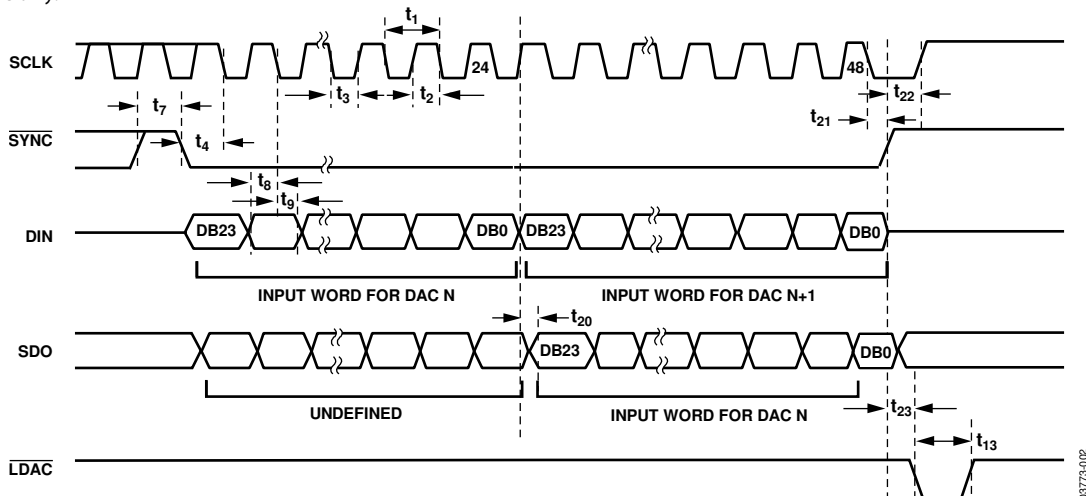 t1
SCLK
24
48
t3
t2
t22
t7
t21
SYNC
t4
t8
t9
DIN
DB23
DB0
DB23
DB0
INPUT WORD FOR DAC N
INPUT WORD FOR DAC N+1
t20
SDO
DB23
DB0
UNDEFINED
INPUT WORD FOR DAC N
t23
t13
LDAC
03773-002